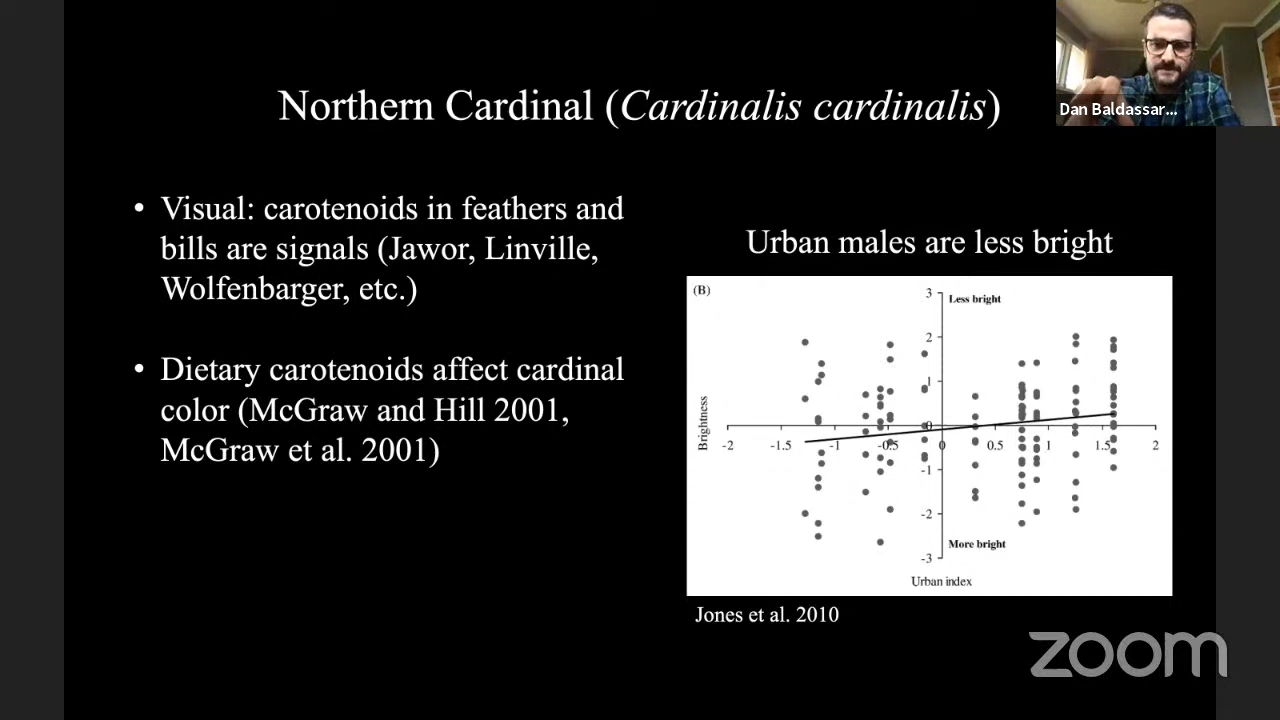 Northern Cardinal (Cardinalis cardinalis)
Dan Baldassar...
• Visual: carotenoids in feathers and
bills are signals (Jawor, Linville,
Wolfenbarger, etc.)
• Dietary carotenoids affect cardinal
color (McGraw and Hill 2001,
McGraw et al. 2001)
Urban males are less bright
(B)
3
Less bright
2
1
0
Brightness
-2
-1.5
-1
-0.5
0
0.5
1
1.5
2
-1
-2
More bright
-3
Urban index
Jones et al. 2010
zoom